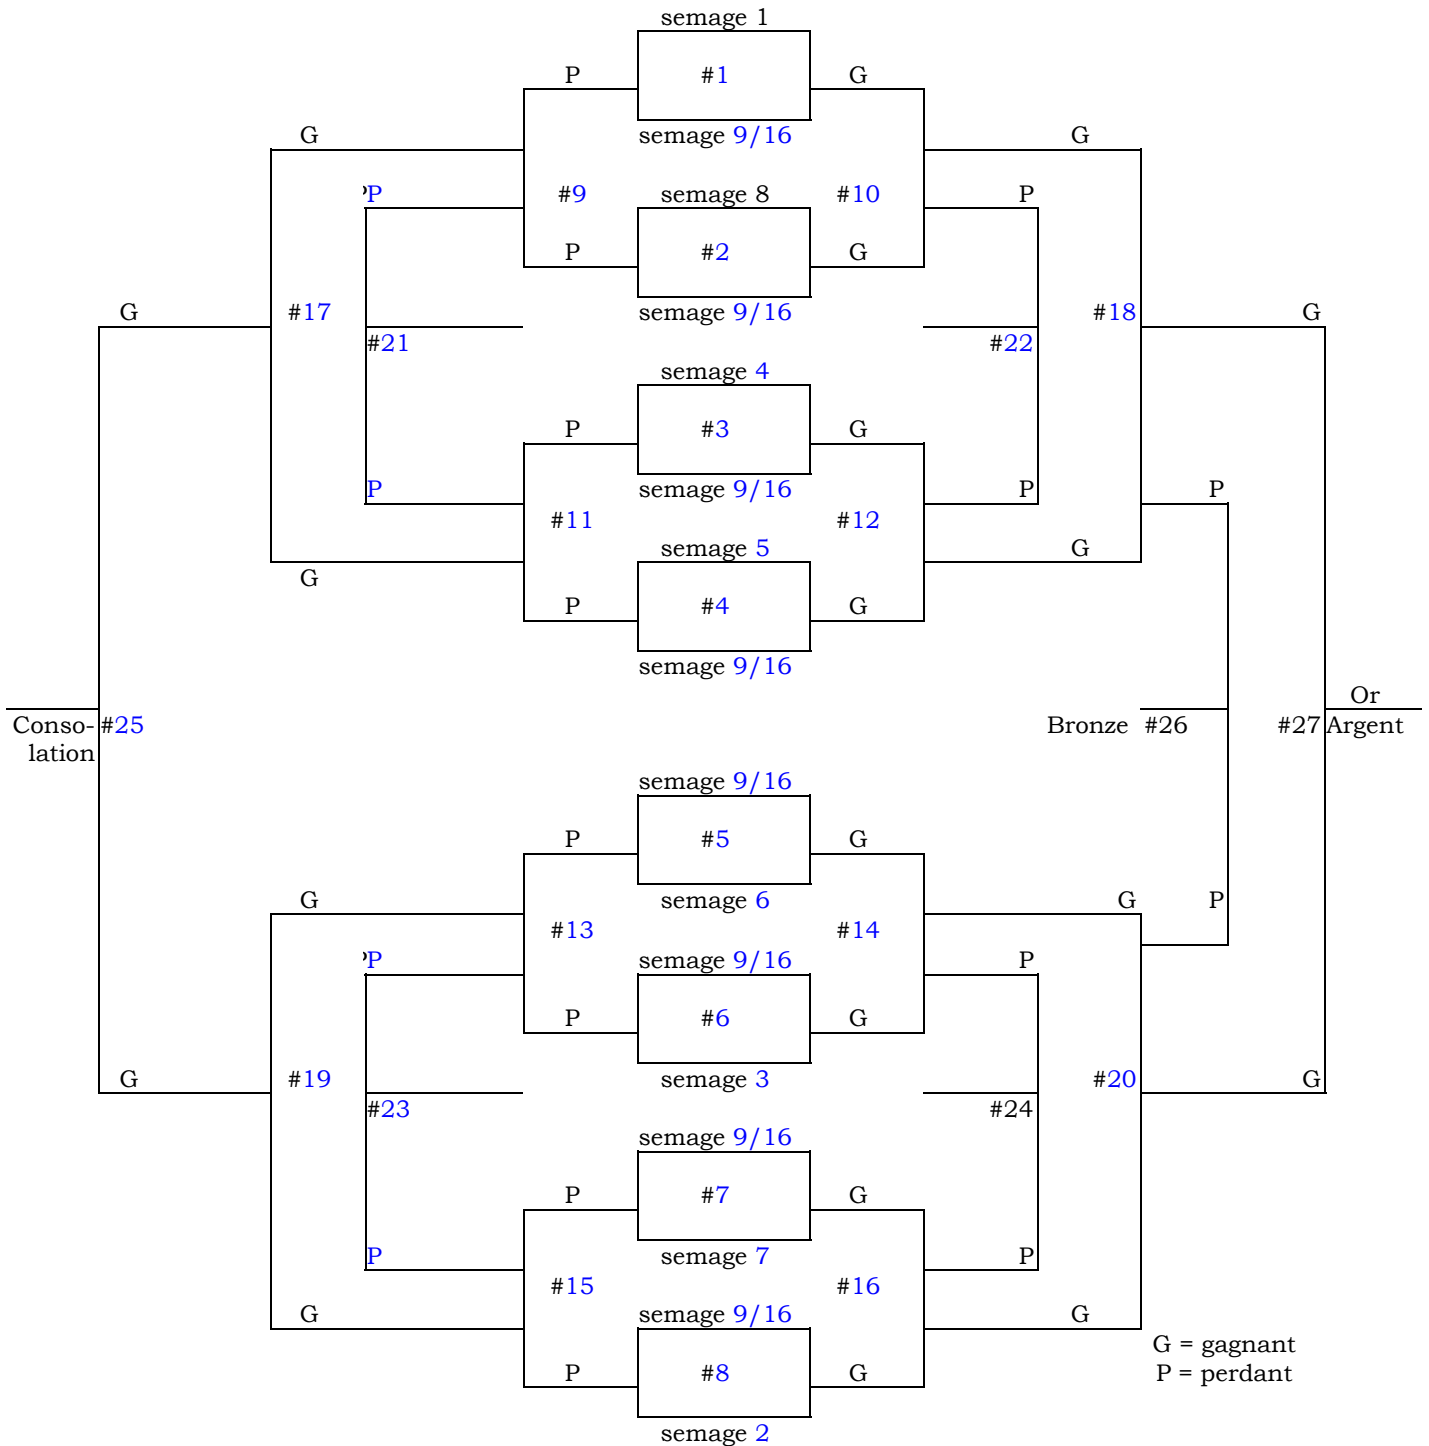 semage 1
P #1 G
G semage 9/16 G
P #9 semage 8 #10 P
P #2 G
G #17 semage 9/16 #18 G
#21 #22
semage 4
P #3 G
P semage 9/16 P P
#11 #12
semage 5 G
G
P #4 G
semage 9/16
Or
Conso- #25 Bronze #26 #27 Argent
lation
semage 9/16
P #5 G
G semage 6 G P
#13 #14
P semage 9/16 P
P #6 G
G #19 semage 3 #20 G
#23 #24
semage 9/16
P #7 G
P semage 7 P
#15 #16
G semage 9/16 G
G = gagnant
P #8 G P = perdant
semage 2